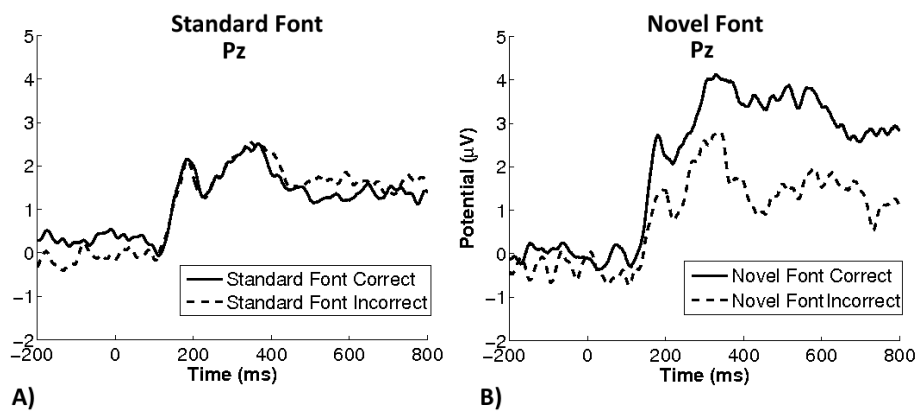 Standard Font
Pz
5
4
3
2
1
0
−1
−2
−200 0 200 400 600 800
Time (ms)
Standard Font Correct
Standard Font Incorrect
A)
Novel Font
Pz
Potential (μV)
5
4
3
2
1
0
−1
−2
−200 0 200 400 600 800
Time (ms)
Novel Font Correct
Novel Font Incorrect
B)